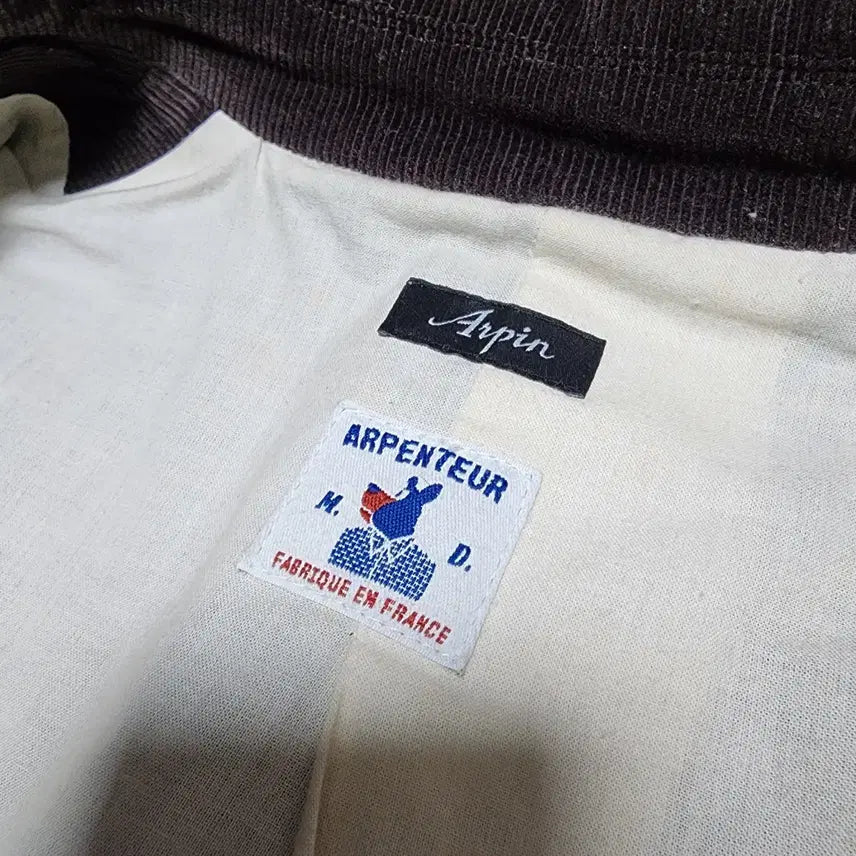 Arpin
ARPENTEUR
M.
D.
FABRIQUE EN FRANCE